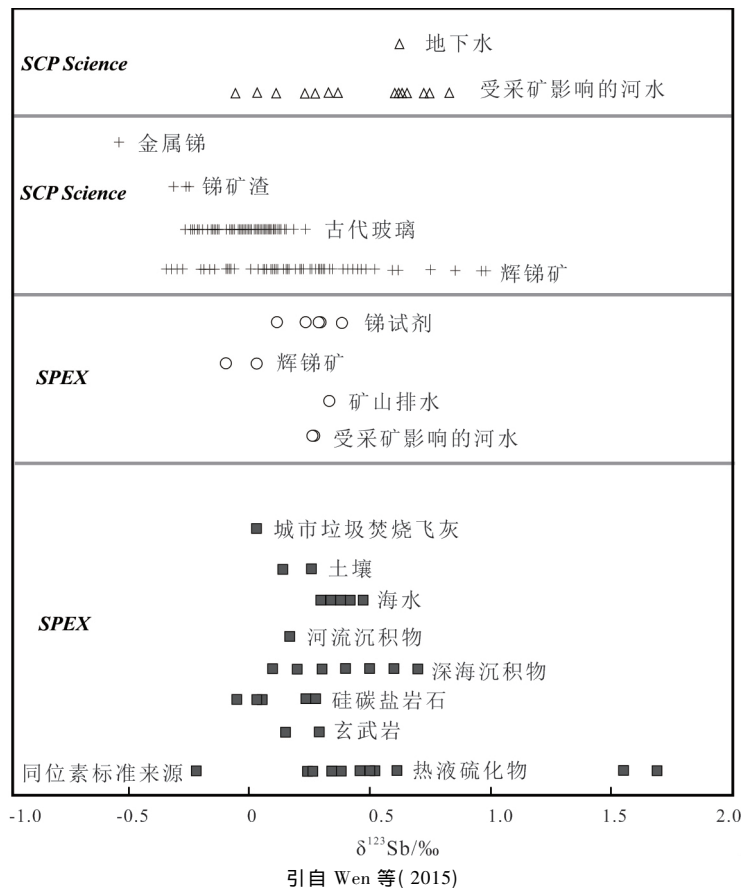 SCP Science
地下水
受采矿影响的河水
金属锑
SCP Science
锑矿渣
古代玻璃
辉锑矿
锑试剂
辉锑矿
SPEX
矿山排水
受采矿影响的河水
城市垃圾焚烧飞灰
土壤
海水
SPEX
河流沉积物
深海沉积物
硅碳盐岩石
玄武岩
同位素标准来源 热液硫化物
-1.0 -0.5 0 0.5 1.0 1.5 2.0
δ¹²³Sb/‰
引自 Wen 等( 2015)